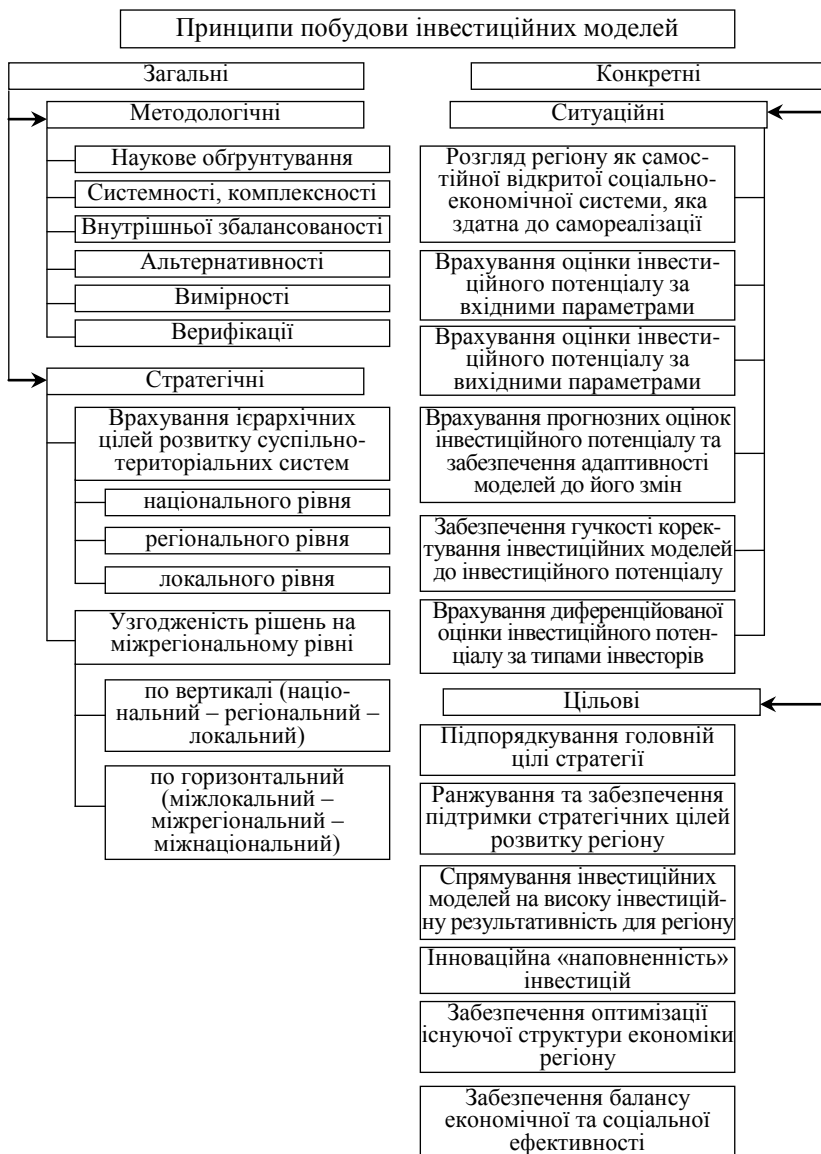 Принципи побудови інвестиційних моделей
Загальні
Методологічні
Наукове обґрунтування
Системності, комплексності
Внутрішньої збалансованості
Альтернативності
Вимірності
Верифікації
Стратегічні
Врахування ієрархічних
цілей розвитку суспільно-
територіальних систем
національного рівня
регіонального рівня
локального рівня
Узгодженість рішень на
міжрегіональному рівні
по вертикалі (націо-
нальний – регіональний –
локальний)
по горизонтальний
(міжлокальний –
міжрегіональний –
міжнаціональний)
Конкретні
Ситуаційні
Розгляд регіону як самос-
тійної відкритої соціально-
економічної системи, яка
здатна до самореалізації
Врахування оцінки інвести-
ційного потенціалу за
вхідними параметрами
Врахування оцінки інвести-
ційного потенціалу за
вихідними параметрами
Врахування прогнозних оцінок
інвестиційного потенціалу та
забезпечення адаптивності
моделей до його змін
Забезпечення гучкості корек-
тування інвестиційних моделей
до інвестиційного потенціалу
Врахування диференційованої
оцінки інвестиційного потен-
ціалу за типами інвесторів
Цільові
Підпорядкування головній
цілі стратегії
Ранжування та забезпечення
підтримки стратегічних цілей
розвитку регіону
Спрямування інвестиційних
моделей на високу інвестицій-
ну результативність для регіону
Інноваційна «наповненність»
інвестицій
Забезпечення оптимізації
існуючої структури економіки
регіону
Забезпечення балансу
економічної та соціальної
ефективності